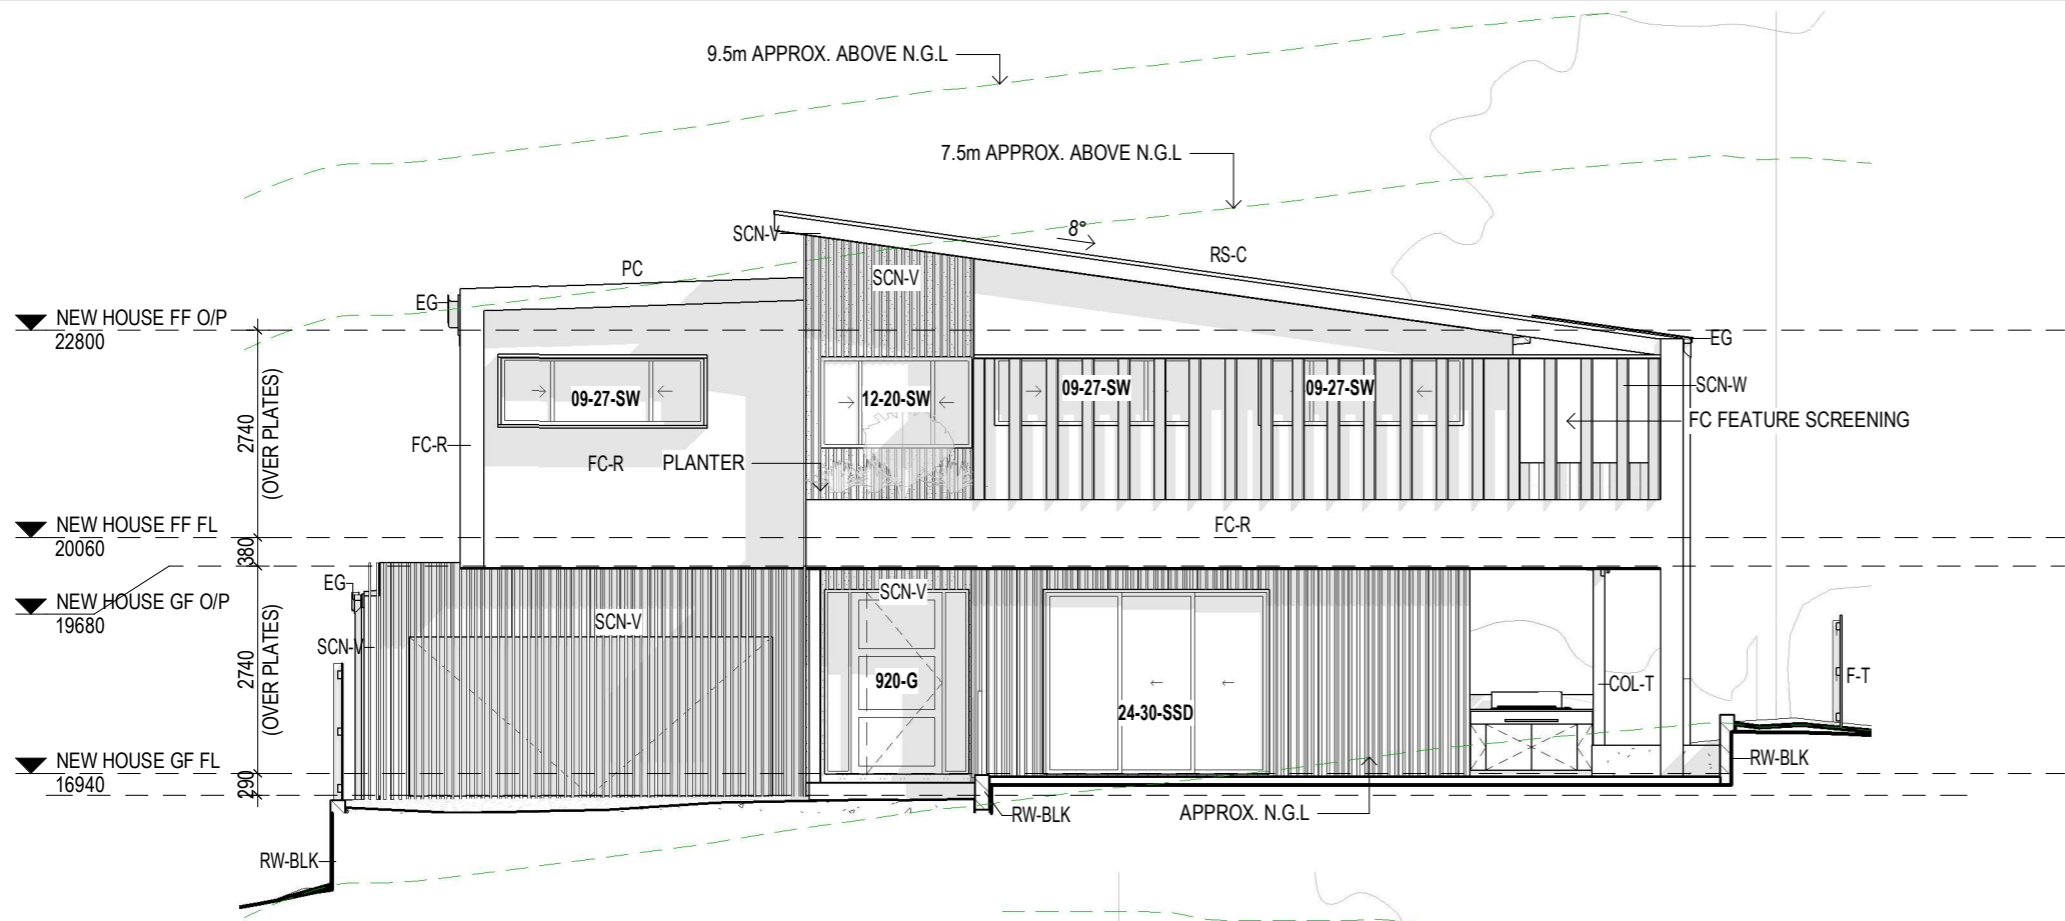 9.5m APPROX. ABOVE N.G.L
7.5m APPROX. ABOVE N.G.L
8°
SCN-V
RS-C
PC
SCN-V
EG
NEW HOUSE FF O/P
22800
EG
SCN-W
09-27-SW
12-20-SW
09-27-SW
09-27-SW
FC FEATURE SCREENING
2740
(OVER PLATES)
FC-R
FC-R
PLANTER
NEW HOUSE FF FL
20060
FC-R
380
EG
NEW HOUSE GF O/P
19680
SCN-V
SCN-V
SCN-V
2740
(OVER PLATES)
920-G
24-30-SSD
COL-T
F-T
NEW HOUSE GF FL
16940
290
RW-BLK
RW-BLK
APPROX. N.G.L
RW-BLK